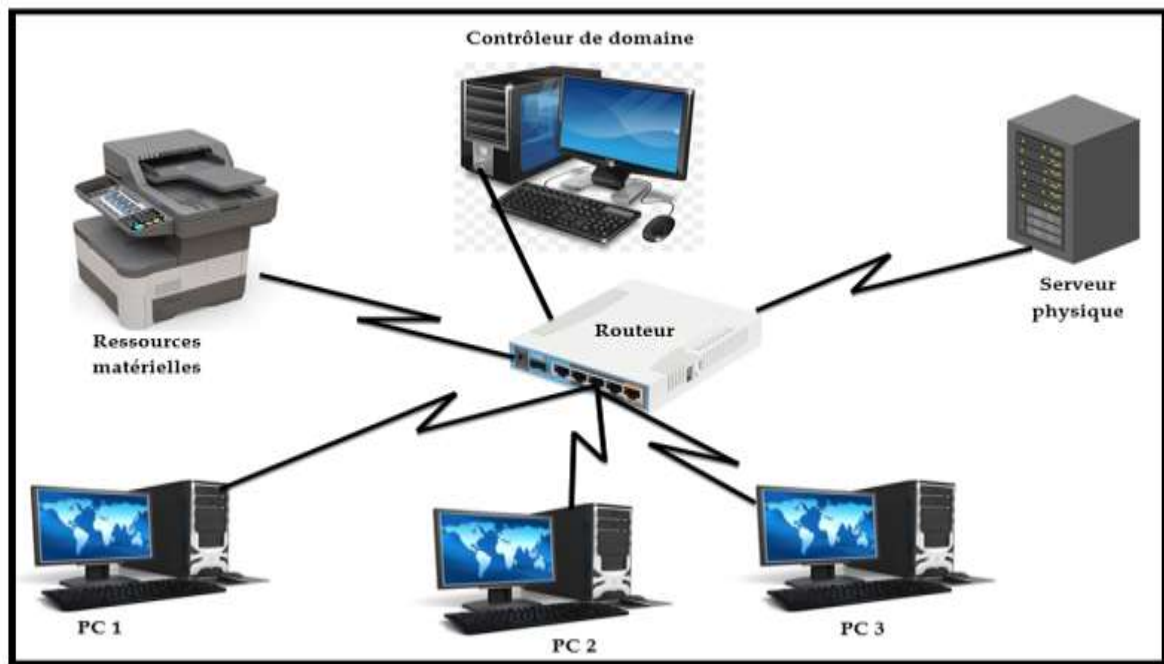 Contrôleur de domaine
Ressources
matérielles
Routeur
Serveur
physique
PC 1
PC 2
PC 3